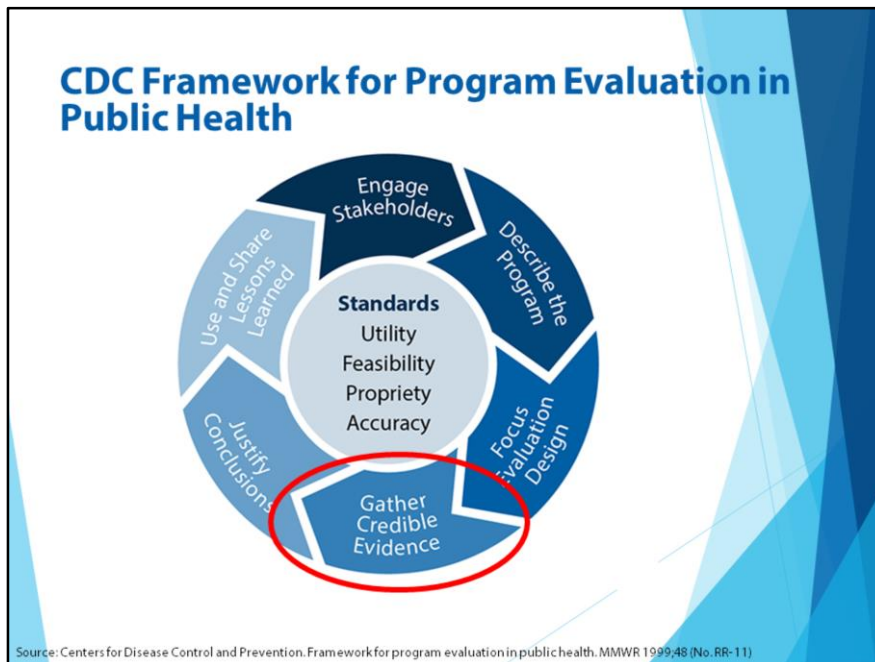 CDC Framework for Program Evaluation in
Public Health
Engage
Stakeholders
Describe the
Program
Focus
Evaluation
Design
Gather
Credible
Evidence
Justify
Conclusions
Use and Share
Lessons
Learned
Standards
Utility
Feasibility
Propriety
Accuracy
Source: Centers for Disease Control and Prevention. Framework for program evaluation in public health. MMWR 1999;48 (No. RR-11)